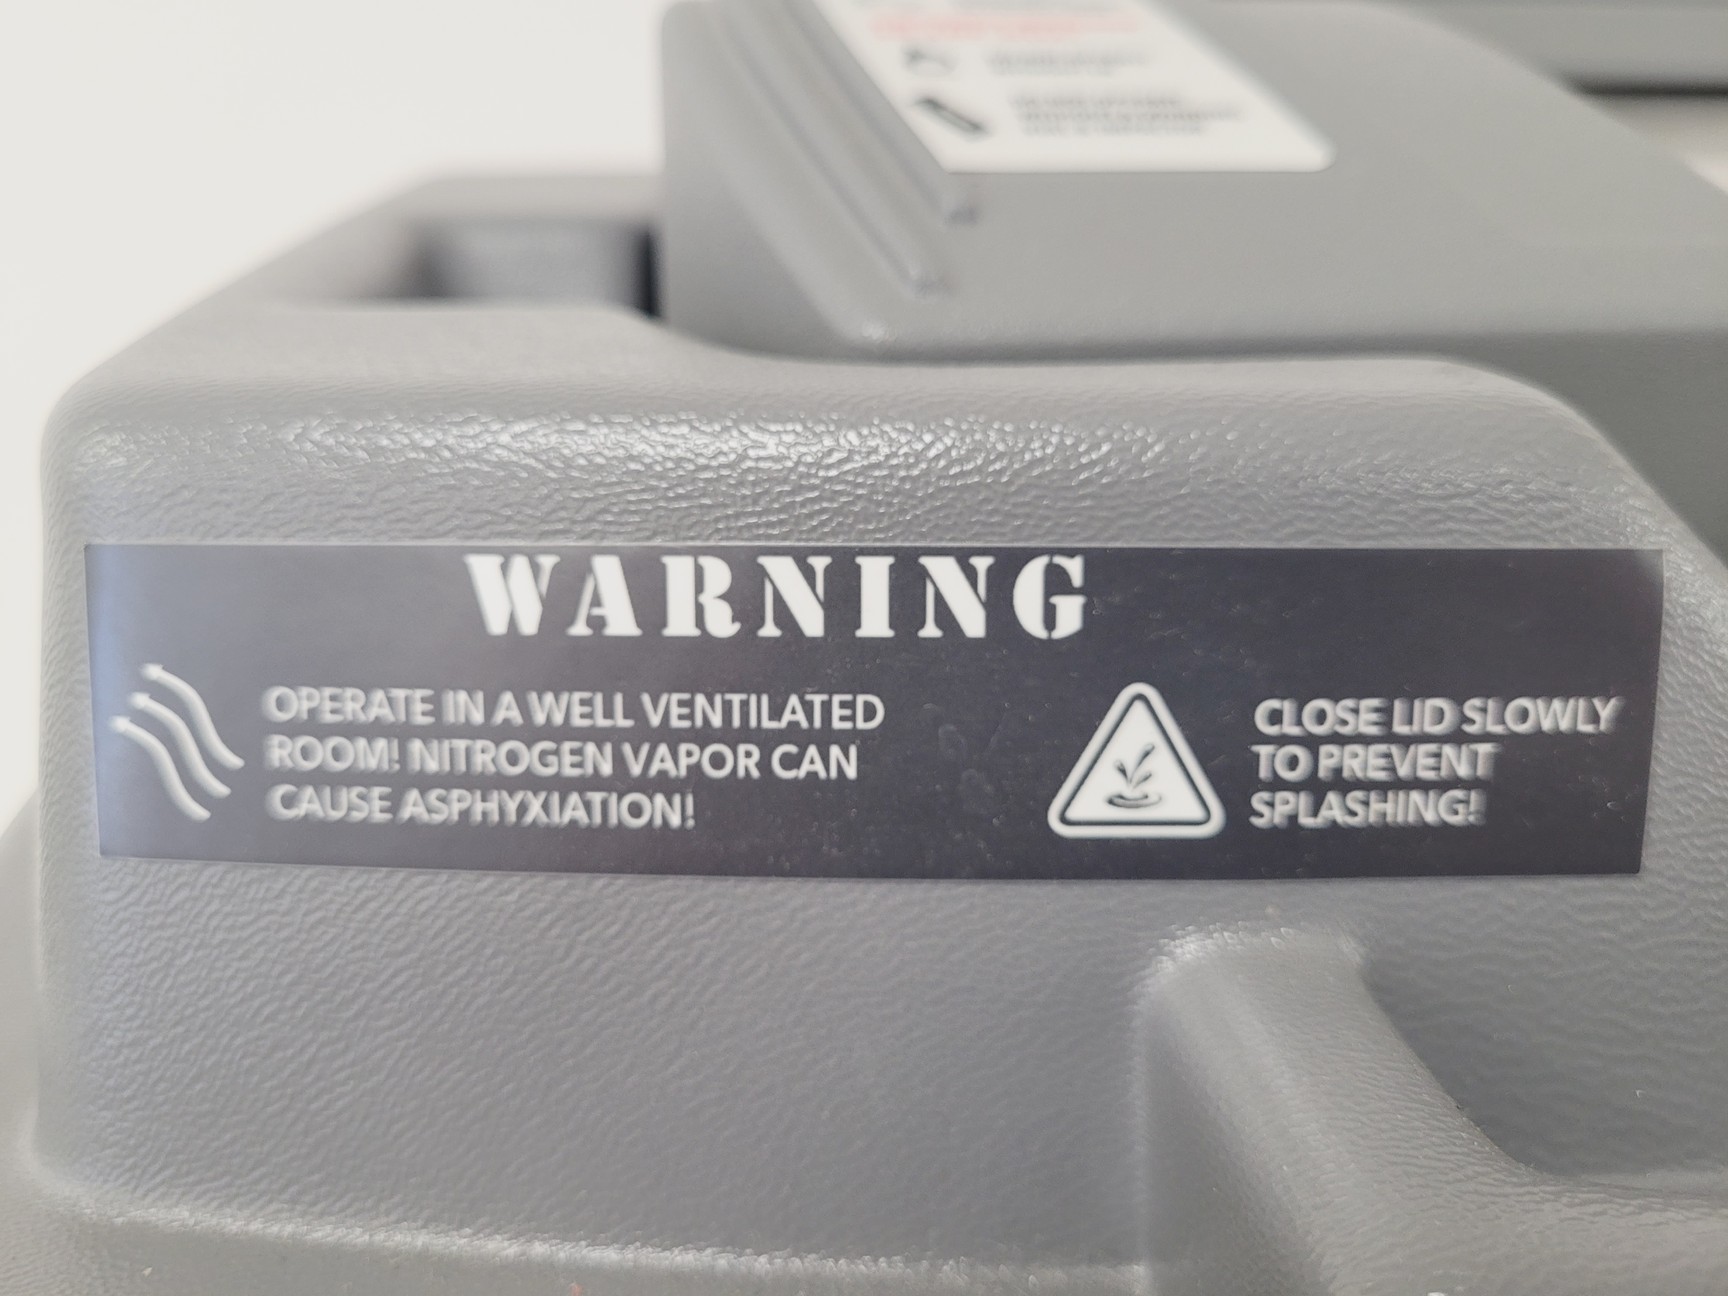 WARNING
OPERATE IN A WELL VENTILATED
ROOM! NITROGEN VAPOR CAN
CAUSE ASPHYXIATION!
CLOSE LID SLOWLY
TO PREVENT
SPLASHING!